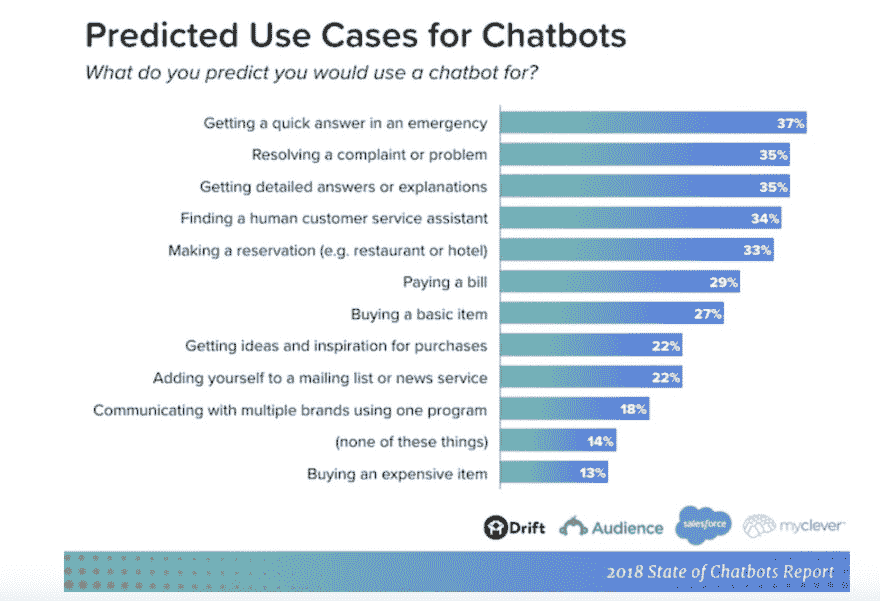 Predicted Use Cases for Chatbots
What do you predict you would use a chatbot for?
Getting a quick answer in an emergency 37%
Resolving a complaint or problem 35%
Getting detailed answers or explanations 35%
Finding a human customer service assistant 34%
Making a reservation (e.g. restaurant or hotel) 33%
Paying a bill 29%
Buying a basic item 27%
Getting ideas and inspiration for purchases 22%
Adding yourself to a mailing list or news service 22%
Communicating with multiple brands using one program 18%
(none of these things) 14%
Buying an expensive item 13%
Drift Audience salesforce myclever
2018 State of Chatbots Report